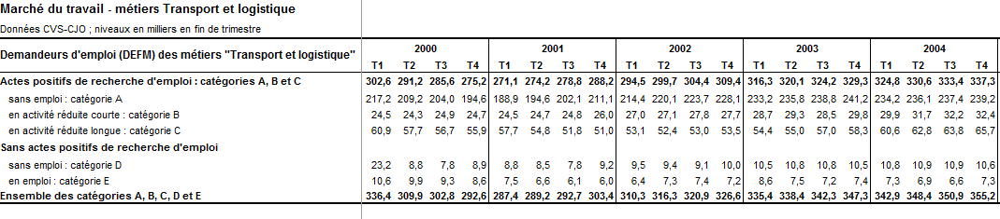 Marché du travail - métiers Transport et logistique
Données CVS-CJO ; niveaux en milliers en fin de trimestre
Demandeurs d'emploi (DEFM) des métiers "Transport et logistique" 2000 2001 2002 2003 2004
T1 T2 T3 T4 T1 T2 T3 T4 T1 T2 T3 T4 T1 T2 T3 T4 T1 T2 T3 T4
Actes positifs de recherche d'emploi : catégories A, B et C 302,6 291,2 285,6 275,2 271,1 274,2 278,8 288,2 294,5 299,7 304,4 309,4 316,3 320,1 324,2 329,3 324,8 330,6 333,4 337,3
sans emploi : catégorie A 217,2 209,2 204,0 194,6 188,9 194,6 202,1 211,1 214,4 220,1 223,7 228,1 233,2 235,8 238,8 241,2 234,2 236,1 237,4 239,2
en activité réduite courte : catégorie B 24,5 24,3 24,9 24,7 24,5 24,7 24,8 26,0 27,0 27,1 27,8 27,7 28,7 29,3 28,5 29,8 29,9 31,7 32,2 32,4
en activité réduite longue : catégorie C 60,9 57,7 56,7 55,9 57,7 54,8 51,8 51,0 53,1 52,4 53,0 53,5 54,4 55,0 57,0 58,3 60,6 62,8 63,8 65,7
Sans actes positifs de recherche d'emploi
sans emploi : catégorie D 23,2 8,8 7,8 8,9 8,8 8,5 7,8 9,2 9,5 9,4 9,1 10,0 10,5 10,8 10,8 10,5 10,8 10,9 10,9 10,6
en emploi : catégorie E 10,6 9,9 9,3 8,6 7,5 6,6 6,1 6,0 6,4 7,3 7,4 7,2 8,6 7,5 7,2 7,4 7,3 6,9 6,6 7,3
Ensemble des catégories A, B, C, D et E 336,4 309,9 302,8 292,6 287,4 289,2 292,7 303,4 310,3 316,3 320,9 326,6 335,4 338,4 342,3 347,3 342,9 348,4 350,9 355,2